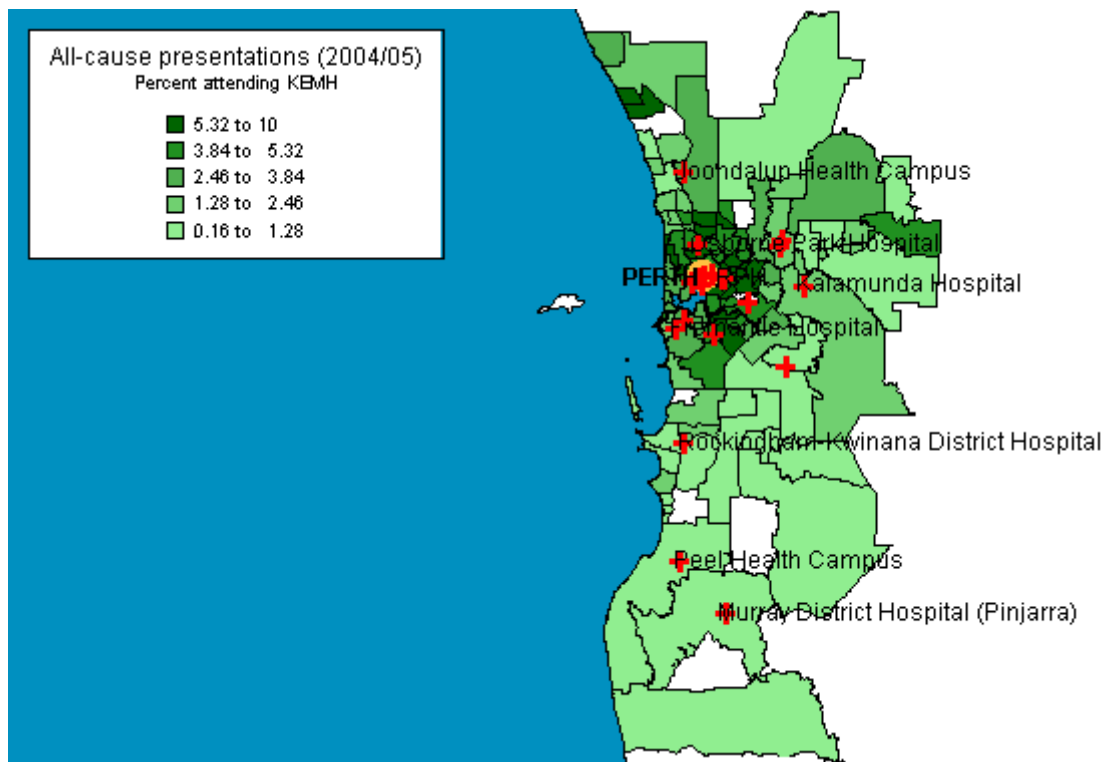 All-cause presentations (2004/05)
Percent attending KEMH
5.32 to 10
3.84 to 5.32
2.46 to 3.84
1.28 to 2.46
0.16 to 1.28
Joondalup Health Campus
Osborne Park Hospital
PERTH
Kalamunda Hospital
Fremantle Hospital
Rockingham-Kwinana District Hospital
Peel Health Campus
Murray District Hospital (Pinjarra)